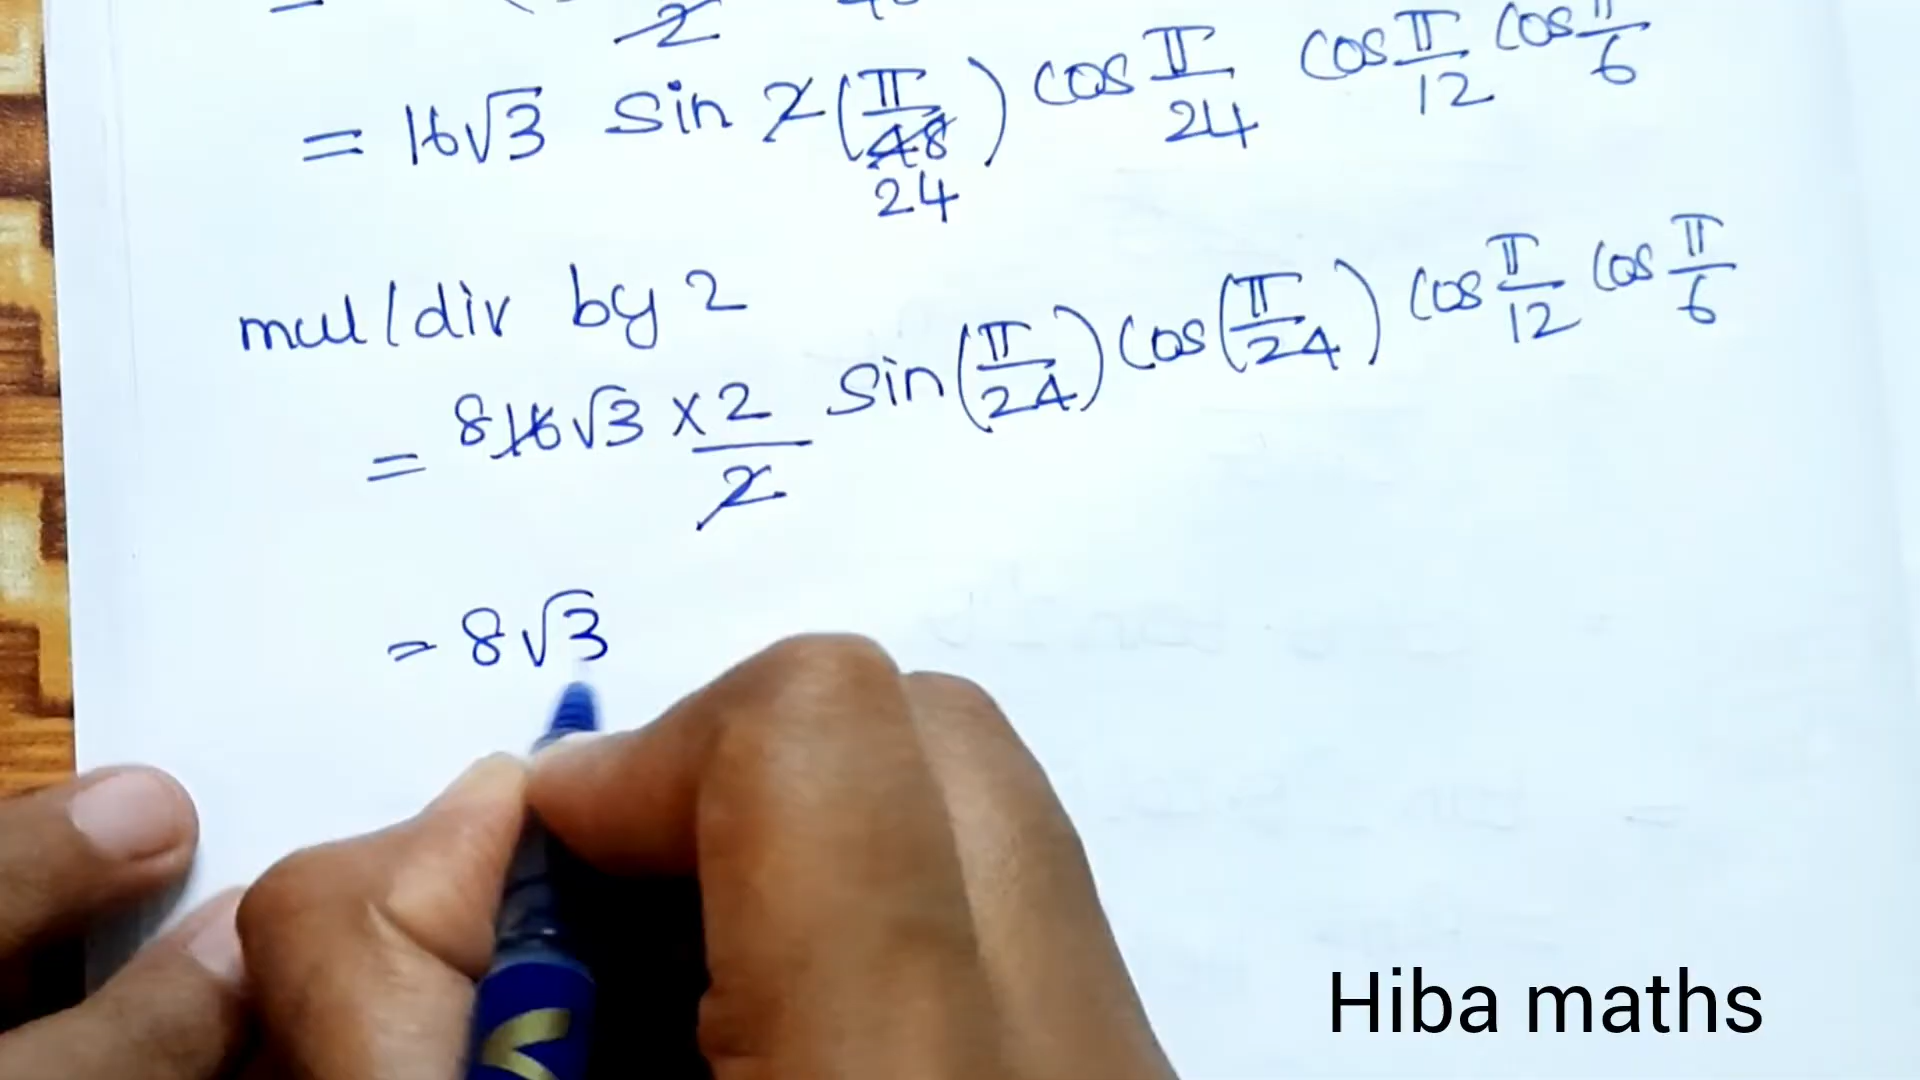 = 2
= 16√3 sin 2(π/48) cos π/24 cos π/12 cos π/6
24
mul/div by 2
= 8 16√3 × 2/2 sin(π/24) cos(π/24) cos π/12 cos π/6
= 8√3
Hiba maths